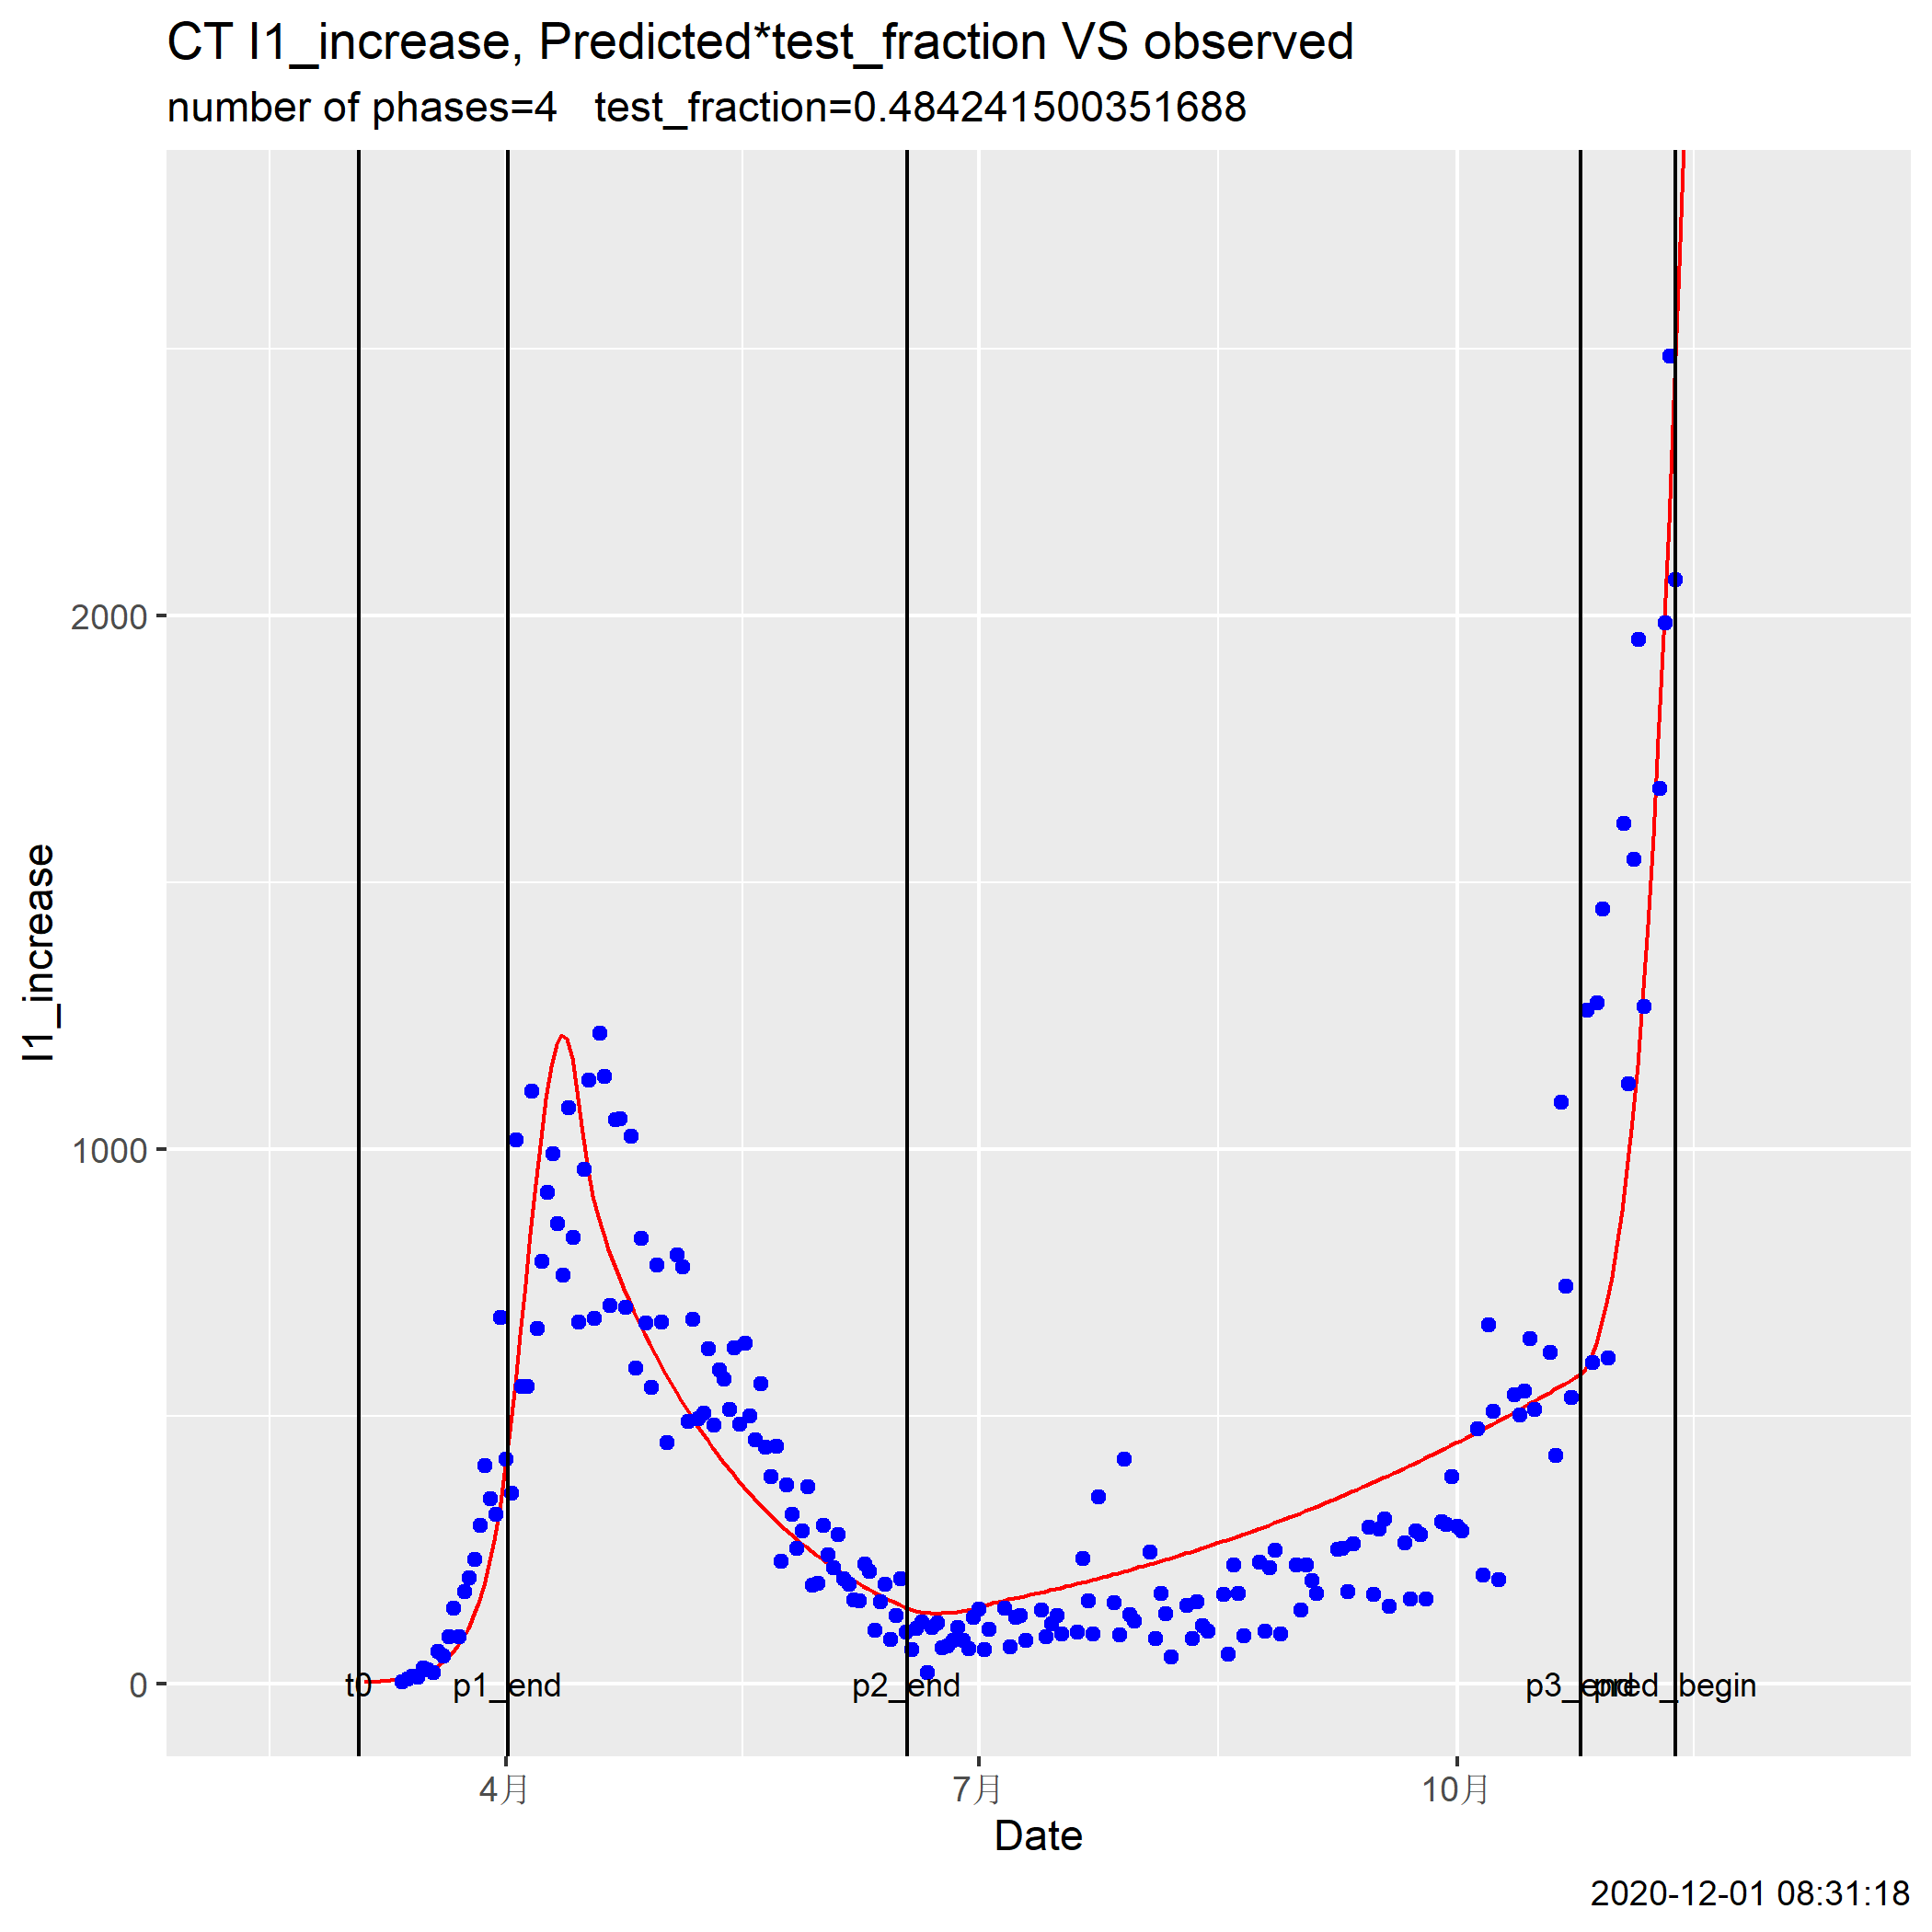 CT I1_increase, Predicted*test_fraction VS observed
number of phases=4   test_fraction=0.484241500351688
I1_increase
2000
1000
0
t0
p1_end
p2_end
p3_end
pred_begin
4月
7月
10月
Date
2020-12-01 08:31:18